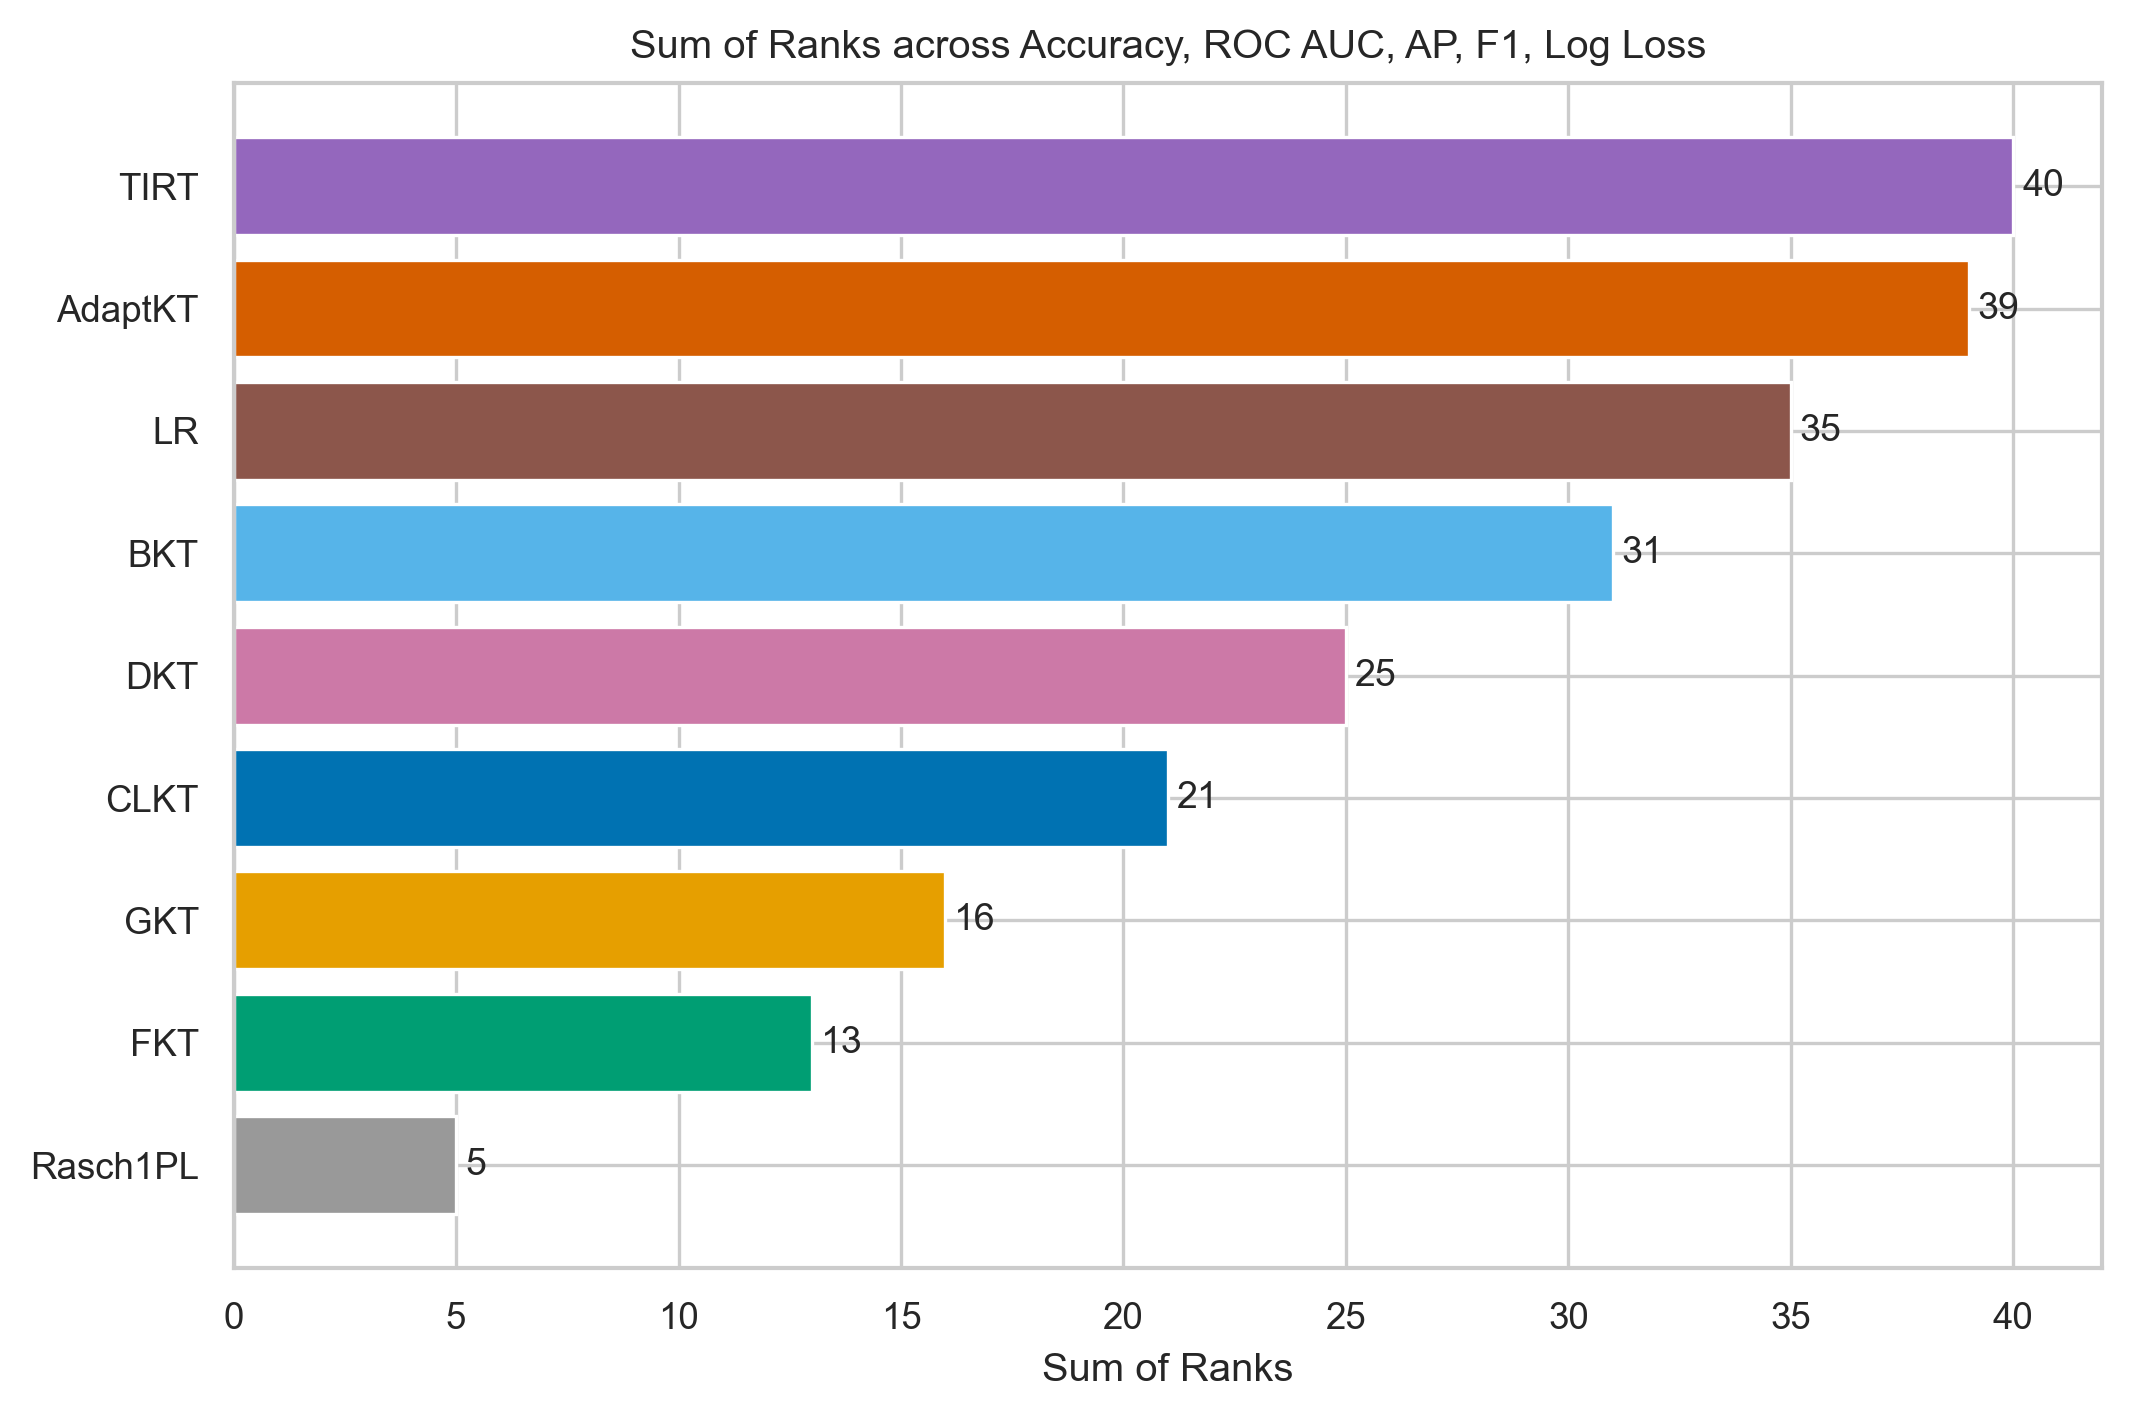 Sum of Ranks across Accuracy, ROC AUC, AP, F1, Log Loss
TIRT 40
AdaptKT 39
LR 35
BKT 31
DKT 25
CLKT 21
GKT 16
FKT 13
Rasch1PL 5
0 5 10 15 20 25 30 35 40
Sum of Ranks